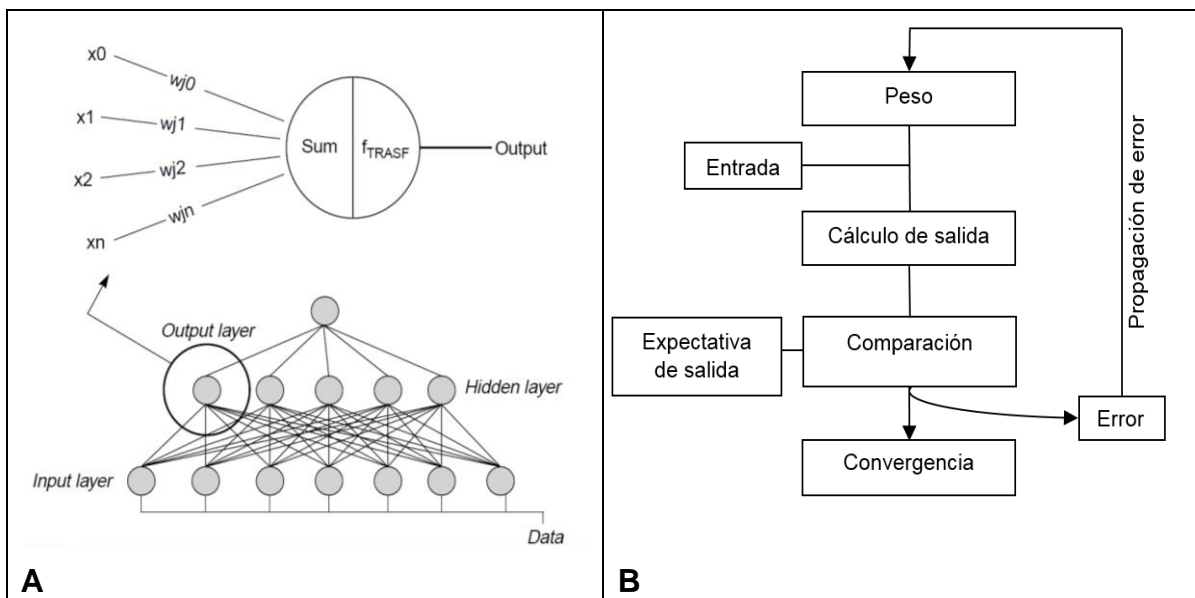 x0
wj0
x1
wj1
x2
wj2
xn
wjn
Sum
fTRASF
Output
Output layer
Hidden layer
Input layer
Data
A
Peso
Entrada
Cálculo de salida
Expectativa
de salida
Comparación
Error
Convergencia
Propagación de error
B